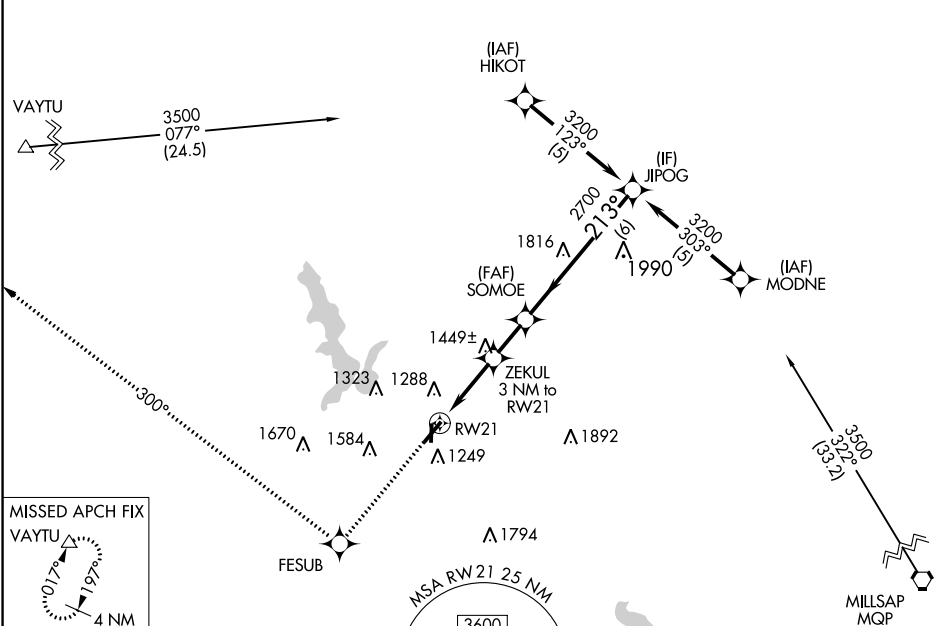 (IAF)
HIKOT
VAYTU
3500
077°
(24.5)
3200
123°
(5)
(IF)
JIPOG
2700
213°
(6)
3200
303°
(5)
1816
1990
(IAF)
MODNE
(FAF)
SOMOE
1449±
ZEKUL
3 NM to
RW21
1323
1288
300°
RW21
1670
1584
1249
1892
3500
322°
(33.2)
MISSED APCH FIX
VAYTU
017°
197°
4 NM
FESUB
1794
MSA RW21 25 NM
3600
MILLSAP
MQP